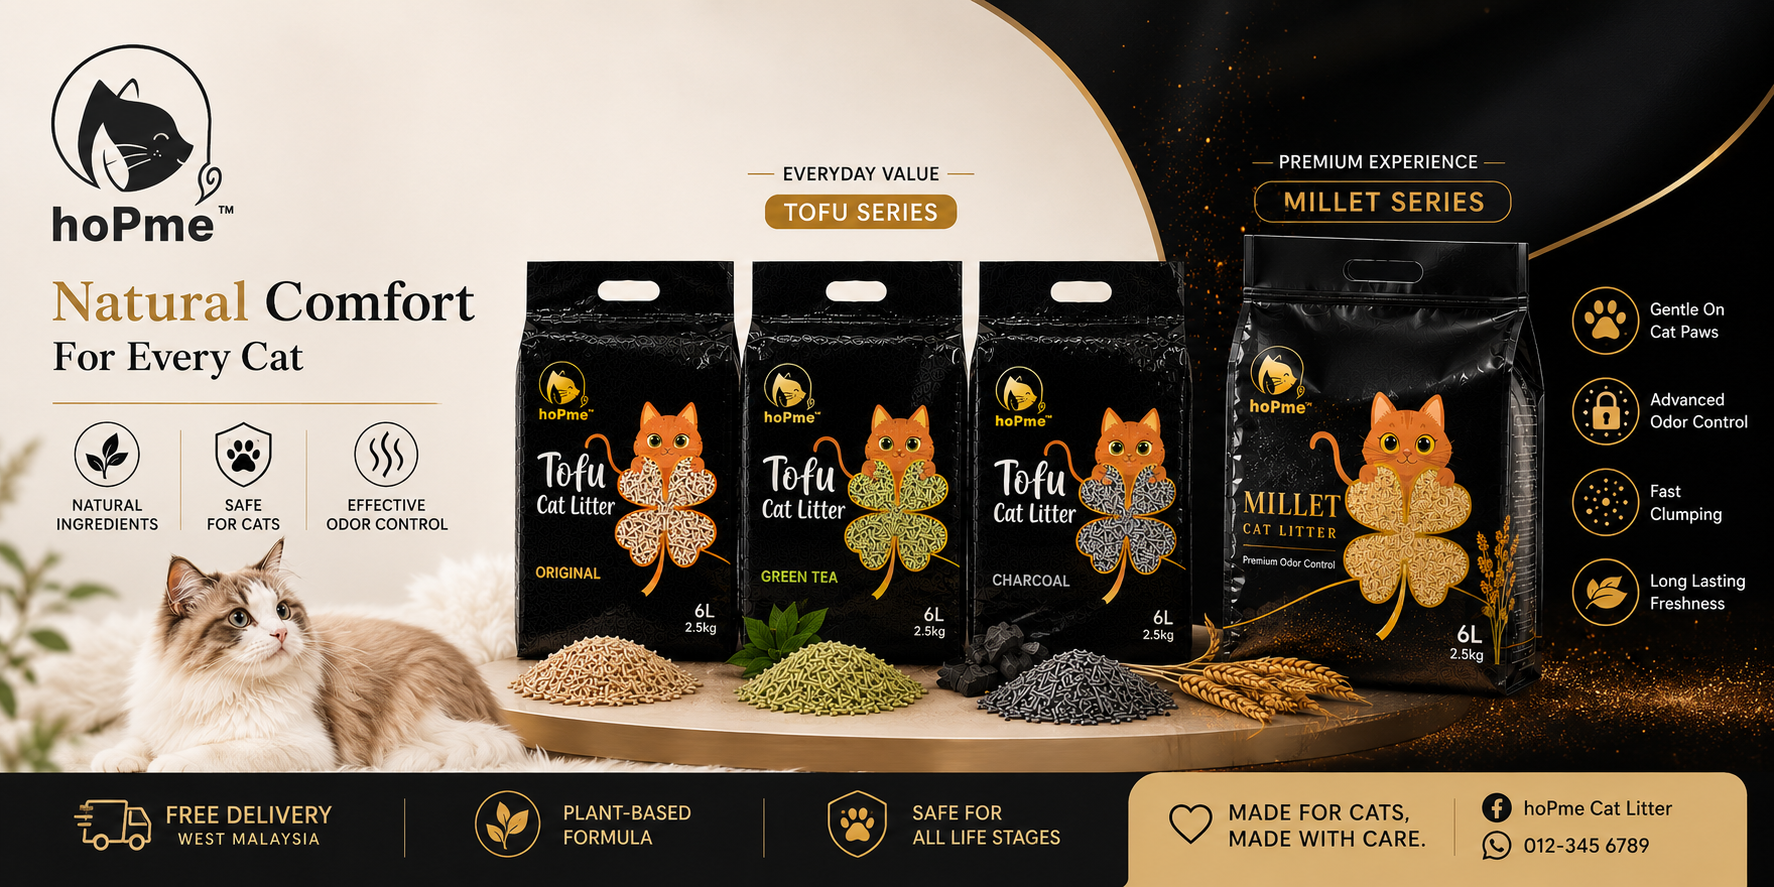 hoPme™
Natural Comfort
For Every Cat
NATURAL
INGREDIENTS
SAFE
FOR CATS
EFFECTIVE
ODOR CONTROL
EVERYDAY VALUE
TOFU SERIES
hoPme™
Tofu
Cat Litter
ORIGINAL
6L
2.5kg
hoPme™
Tofu
Cat Litter
GREEN TEA
6L
2.5kg
hoPme™
Tofu
Cat Litter
CHARCOAL
6L
2.5kg
PREMIUM EXPERIENCE
MILLET SERIES
hoPme™
MILLET
CAT LITTER
Premium Odor Control
6L
2.5kg
Gentle On
Cat Paws
Advanced
Odor Control
Fast
Clumping
Long Lasting
Freshness
FREE DELIVERY
WEST MALAYSIA
PLANT-BASED
FORMULA
SAFE FOR
ALL LIFE STAGES
MADE FOR CATS,
MADE WITH CARE.
hoPme Cat Litter
012-345 6789